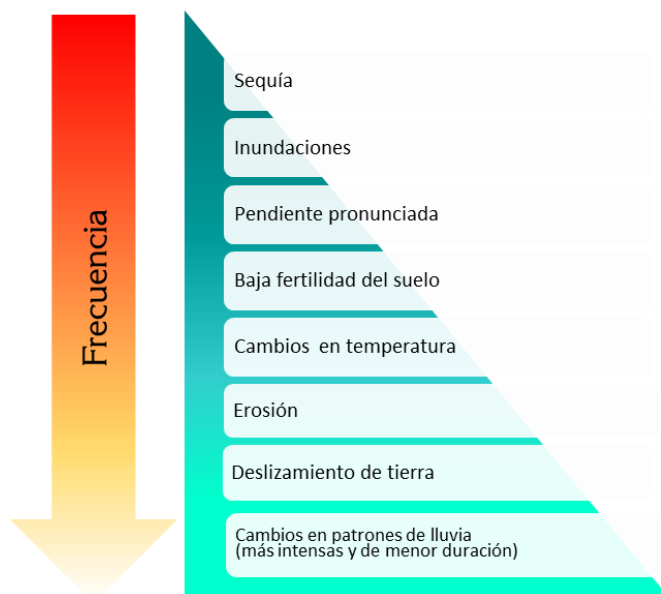 Frecuencia
Sequía
Inundaciones
Pendiente pronunciada
Baja fertilidad del suelo
Cambios en temperatura
Erosión
Deslizamiento de tierra
Cambios en patrones de lluvia
(más intensas y de menor duración)